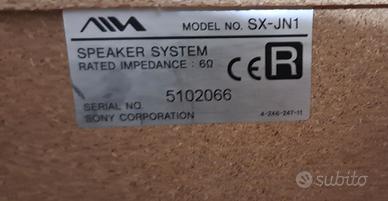 AIWA MODEL NO. SX-JN1
SPEAKER SYSTEM
RATED IMPEDANCE : 6Ω
CE R
SERIAL NO. 5102066
SONY CORPORATION 4-246-247-11
subito